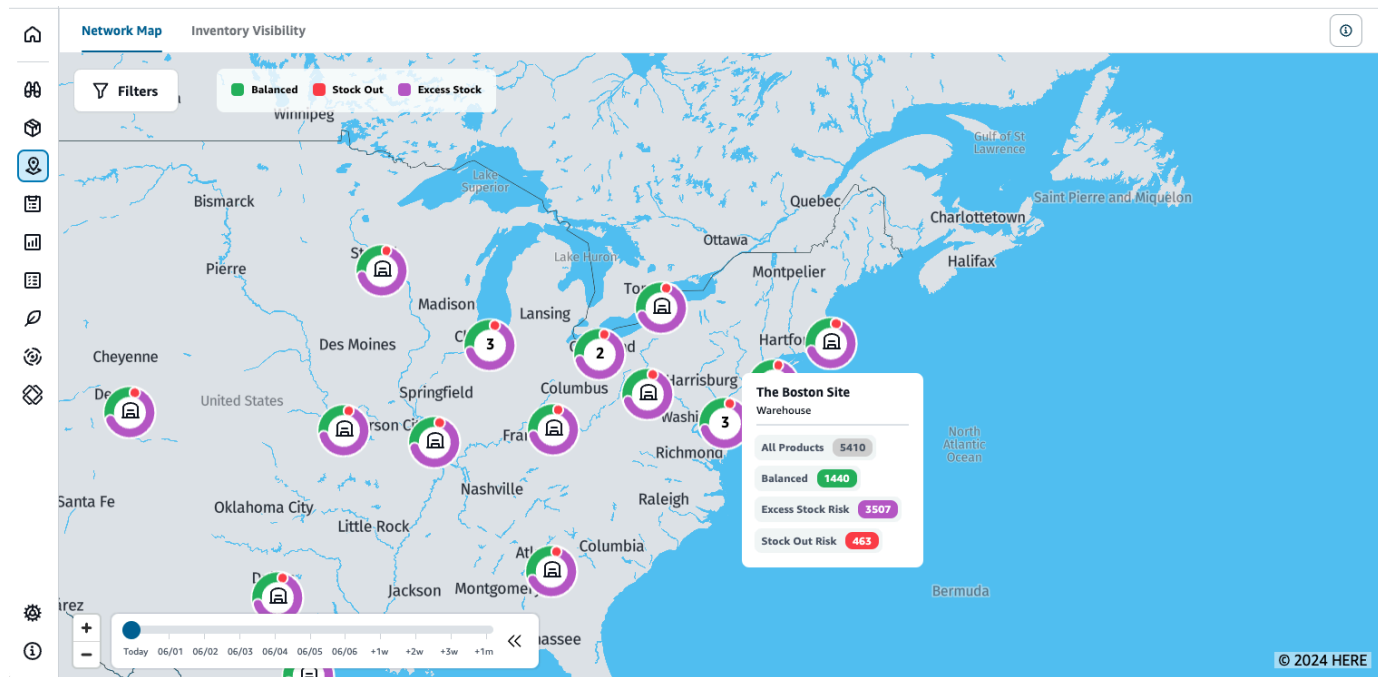 Network Map
Inventory Visibility
Filters
Balanced
Stock Out
Excess Stock
Winnipeg
Lake
Superior
Gulf of St
Lawrence
Bismarck
Quebec
Saint Pierre and Miquelon
Charlottetown
Ottawa
Lake Huron
Halifax
Pierre
Montpelier
Madison
Lansing
3
2
Des Moines
Cheyenne
Springfield
Columbus
Harrisburg
United States
3
Richmond
The Boston Site
Warehouse
All Products 5410
Balanced 1440
Excess Stock Risk 3507
Stock Out Risk 463
North
Atlantic
Ocean
Nashville
Santa Fe
Oklahoma City
Raleigh
Little Rock
Columbia
Jackson
Bermuda
+
−
Today 06/01 06/02 06/03 06/04 06/05 06/06 +1w +2w +3w +1m
© 2024 HERE